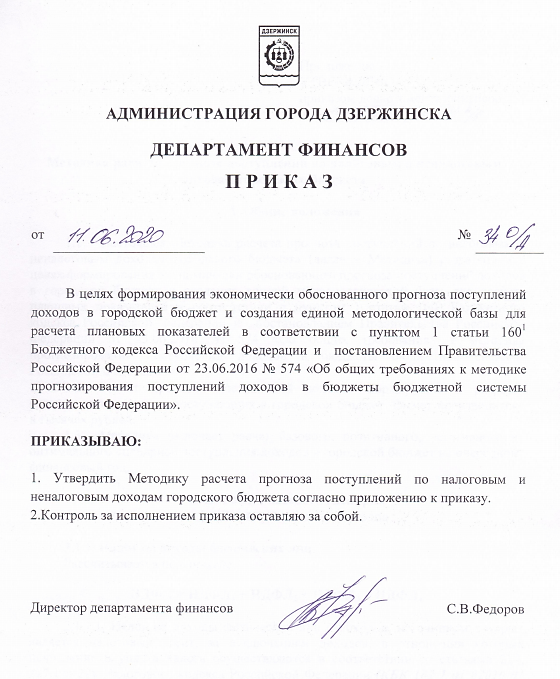 ДЗЕРЖИНСК
АДМИНИСТРАЦИЯ ГОРОДА ДЗЕРЖИНСКА
ДЕПАРТАМЕНТ ФИНАНСОВ
П Р И К А З
от 11.06.2020 № 34 о/д
В целях формирования экономически обоснованного прогноза поступлений
доходов в городской бюджет и создания единой методологической базы для
расчета плановых показателей в соответствии с пунктом 1 статьи 160¹
Бюджетного кодекса Российской Федерации и постановлением Правительства
Российской Федерации от 23.06.2016 № 574 «Об общих требованиях к методике
прогнозирования поступлений доходов в бюджеты бюджетной системы
Российской Федерации».
ПРИКАЗЫВАЮ:
1. Утвердить Методику расчета прогноза поступлений по налоговым и
неналоговым доходам городского бюджета согласно приложению к приказу.
2.Контроль за исполнением приказа оставляю за собой.
Директор департамента финансов С.В.Федоров